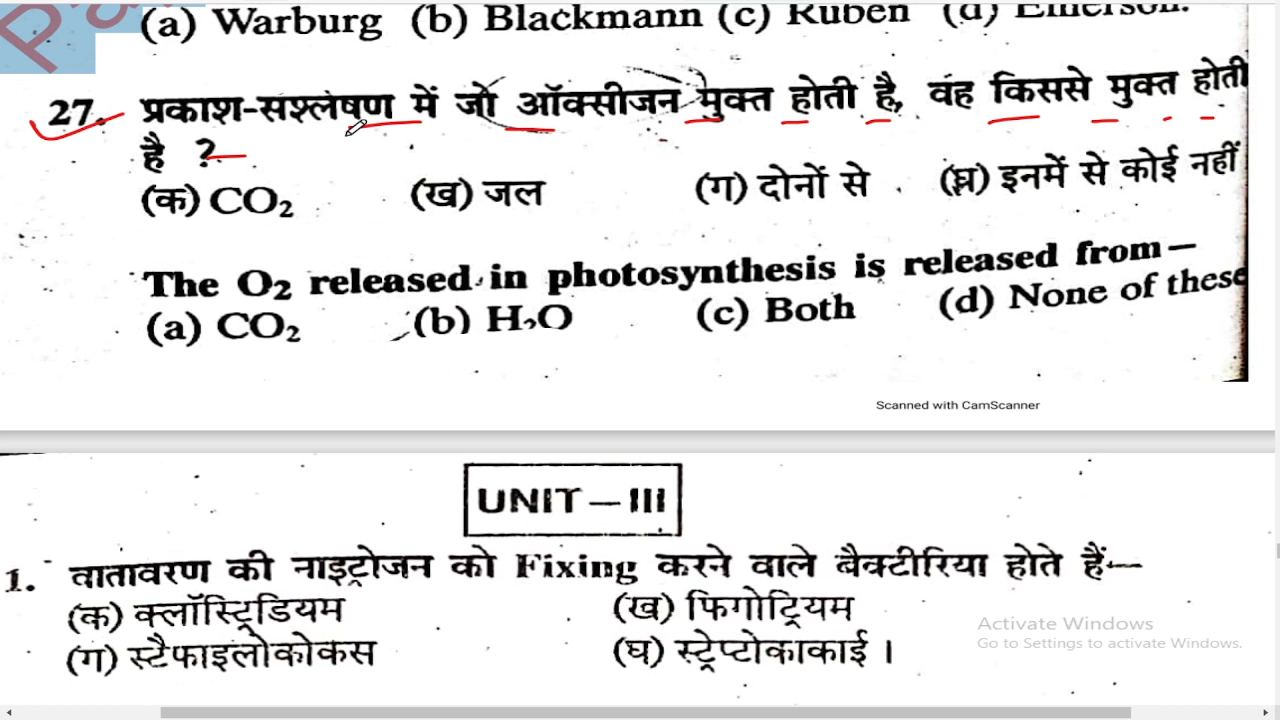 (a) Warburg (b) Blackmann (c) Ruben (d) Emerson.
27. प्रकाश-संश्लेषण में जो ऑक्सीजन मुक्त होती है, वह किससे मुक्त होती
है ?
(क) CO₂ (ख) जल (ग) दोनों से (घ) इनमें से कोई नहीं
The O₂ released in photosynthesis is released from—
(a) CO₂ (b) H₂O (c) Both (d) None of these
Scanned with CamScanner
UNIT – III
1. वातावरण की नाइट्रोजन को Fixing करने वाले बैक्टीरिया होते हैं—
(क) क्लॉस्ट्रिडियम (ख) फिगोट्रियम
(ग) स्टैफाइलोकोकस (घ) स्ट्रेप्टोकाकाई ।
Activate Windows
Go to Settings to activate Windows.